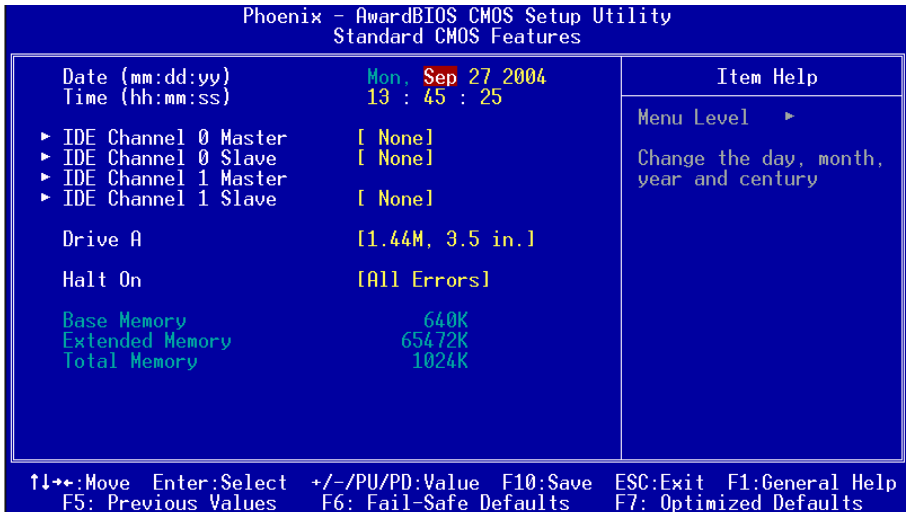 Phoenix - AwardBIOS CMOS Setup Utility
Standard CMOS Features
Date (mm:dd:yy) Mon, Sep 27 2004
Time (hh:mm:ss) 13 : 45 : 25
► IDE Channel 0 Master [ None]
► IDE Channel 0 Slave [ None]
► IDE Channel 1 Master
► IDE Channel 1 Slave [ None]
Drive A [1.44M, 3.5 in.]
Halt On [All Errors]
Base Memory 640K
Extended Memory 65472K
Total Memory 1024K
Item Help
Menu Level ►
Change the day, month,
year and century
↑↓→←:Move Enter:Select +/-/PU/PD:Value F10:Save ESC:Exit F1:General Help
F5: Previous Values F6: Fail-Safe Defaults F7: Optimized Defaults